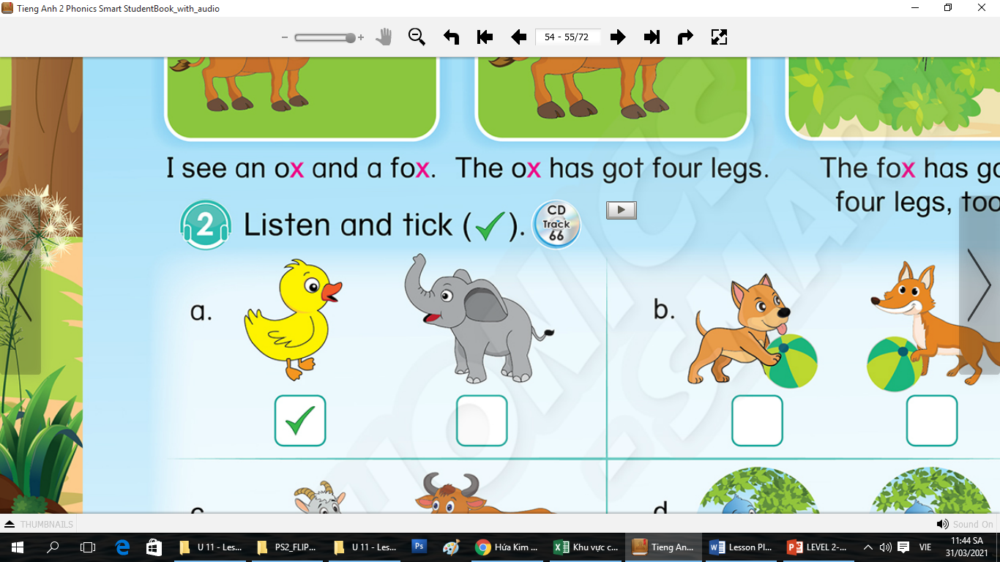 Tieng Anh 2 Phonics Smart StudentBook_with_audio
54 - 55/72
I see an ox and a fox. The ox has got four legs. The fox has
four legs, too
2 Listen and tick (✓). CD Track 66
a.
b.
THUMBNAILS
Sound On
U 11 - Les... PS2_FLIP... U 11 - Les... Ps Hứa Kim ... Khu vực c... Tieng An... Lesson Pl... LEVEL 2-... VIE 11:44 SA
31/03/2021